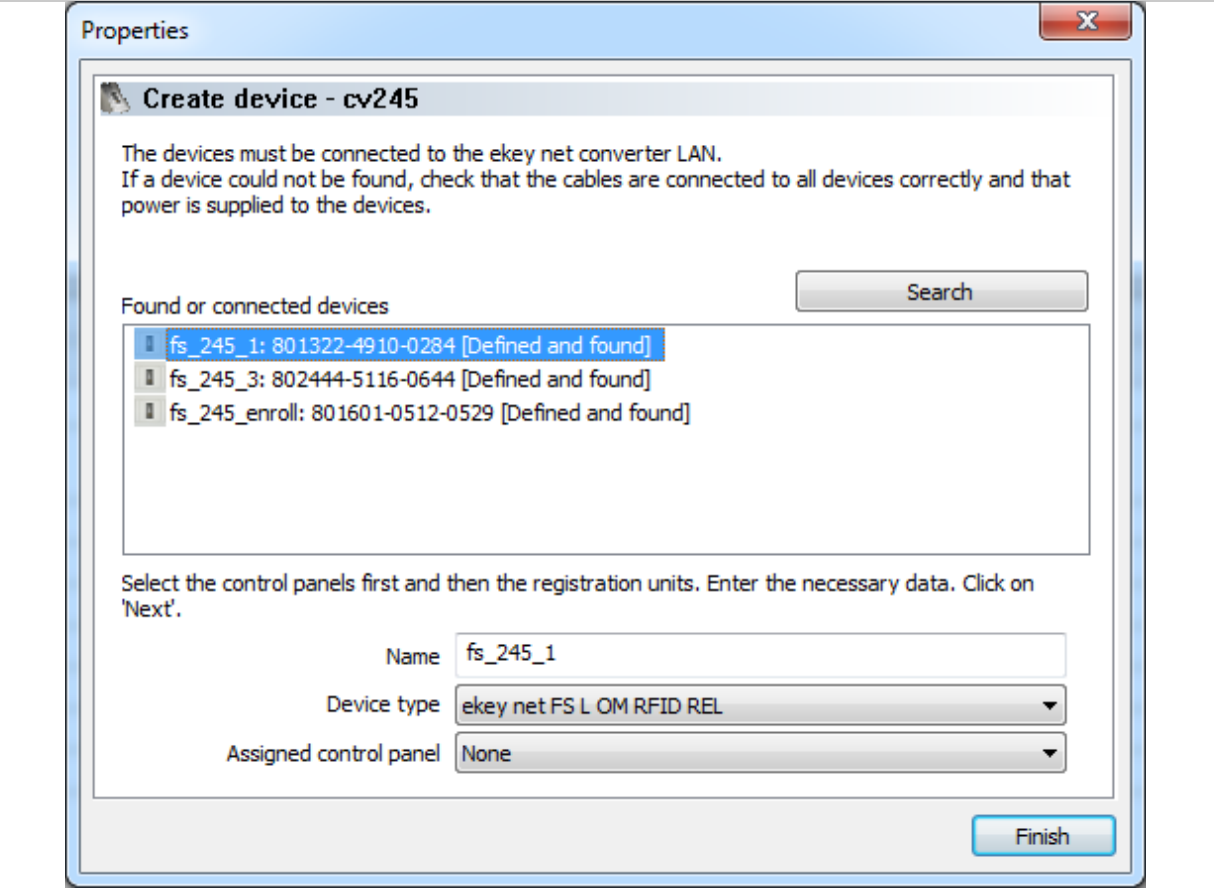 Properties
Create device - cv245
The devices must be connected to the ekey net converter LAN.
If a device could not be found, check that the cables are connected to all devices correctly and that
power is supplied to the devices.
Search
Found or connected devices
fs_245_1: 801322-4910-0284 [Defined and found]
fs_245_3: 802444-5116-0644 [Defined and found]
fs_245_enroll: 801601-0512-0529 [Defined and found]
Select the control panels first and then the registration units. Enter the necessary data. Click on
'Next'.
Name fs_245_1
Device type ekey net FS L OM RFID REL
Assigned control panel None
Finish